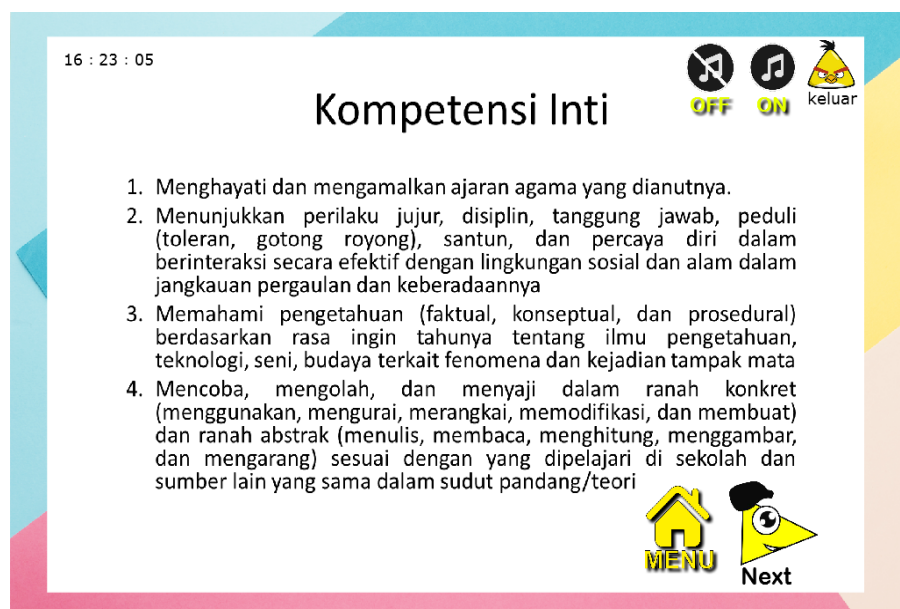 16 : 23 : 05
OFF
ON
keluar
Kompetensi Inti
1. Menghayati dan mengamalkan ajaran agama yang dianutnya.
2. Menunjukkan perilaku jujur, disiplin, tanggung jawab, peduli
(toleran, gotong royong), santun, dan percaya diri dalam
berinteraksi secara efektif dengan lingkungan sosial dan alam dalam
jangkauan pergaulan dan keberadaannya
3. Memahami pengetahuan (faktual, konseptual, dan prosedural)
berdasarkan rasa ingin tahunya tentang ilmu pengetahuan,
teknologi, seni, budaya terkait fenomena dan kejadian tampak mata
4. Mencoba, mengolah, dan menyaji dalam ranah konkret
(menggunakan, mengurai, merangkai, memodifikasi, dan membuat)
dan ranah abstrak (menulis, membaca, menghitung, menggambar,
dan mengarang) sesuai dengan yang dipelajari di sekolah dan
sumber lain yang sama dalam sudut pandang/teori
MENU
Next